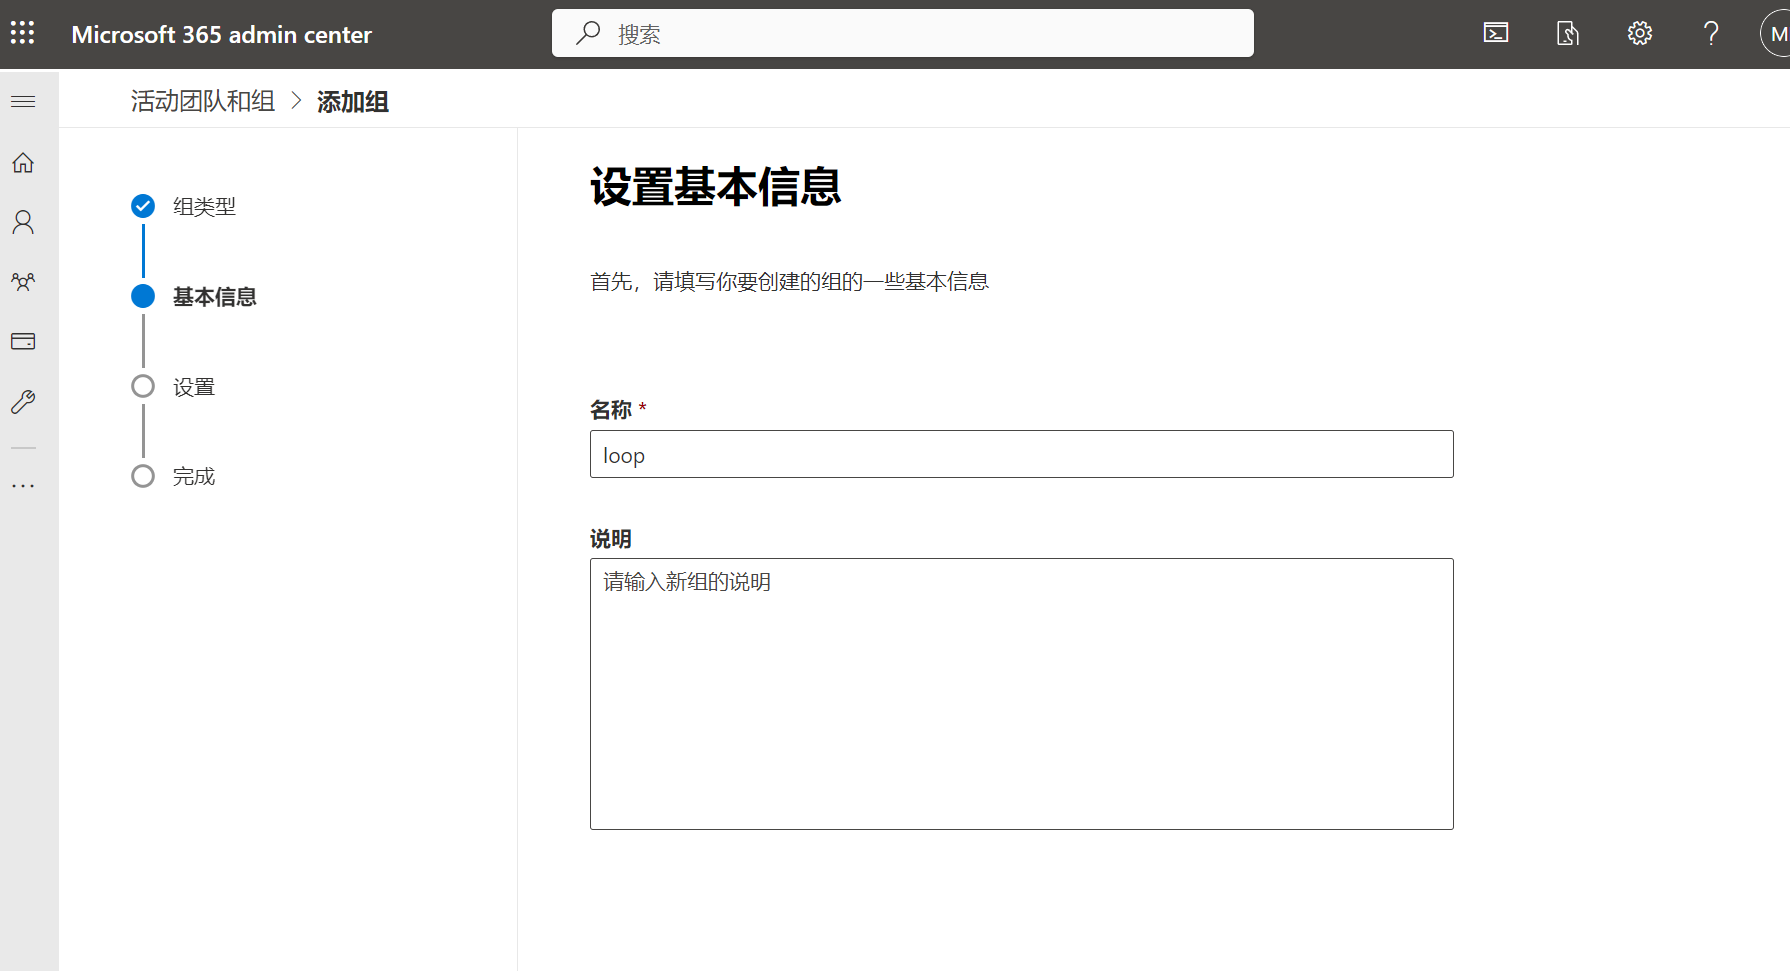 Microsoft 365 admin center
搜索
M
活动团队和组 > 添加组
组类型
基本信息
设置
完成
设置基本信息
首先，请填写你要创建的组的一些基本信息
名称 *
loop
说明
请输入新组的说明